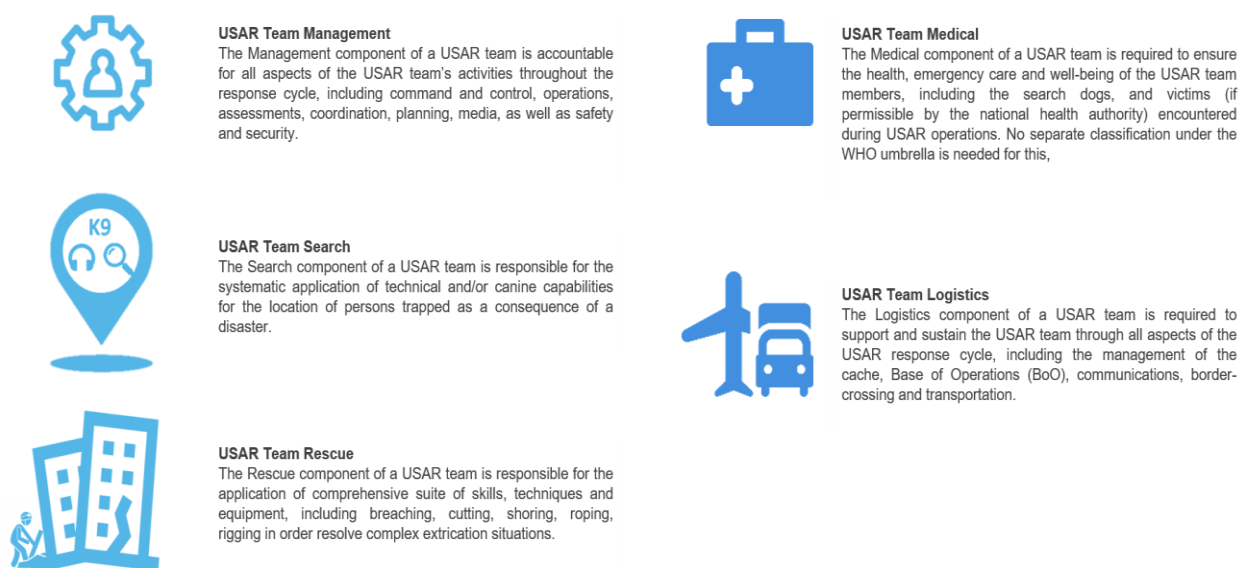 USAR Team Management
The Management component of a USAR team is accountable
for all aspects of the USAR team's activities throughout the
response cycle, including command and control, operations,
assessments, coordination, planning, media, as well as safety
and security.
K9
USAR Team Search
The Search component of a USAR team is responsible for the
systematic application of technical and/or canine capabilities
for the location of persons trapped as a consequence of a
disaster.
USAR Team Rescue
The Rescue component of a USAR team is responsible for the
application of comprehensive suite of skills, techniques and
equipment, including breaching, cutting, shoring, roping,
rigging in order resolve complex extrication situations.
USAR Team Medical
The Medical component of a USAR team is required to ensure
the health, emergency care and well-being of the USAR team
members, including the search dogs, and victims (if
permissible by the national health authority) encountered
during USAR operations. No separate classification under the
WHO umbrella is needed for this,
USAR Team Logistics
The Logistics component of a USAR team is required to
support and sustain the USAR team through all aspects of the
USAR response cycle, including the management of the
cache, Base of Operations (BoO), communications, border-
crossing and transportation.